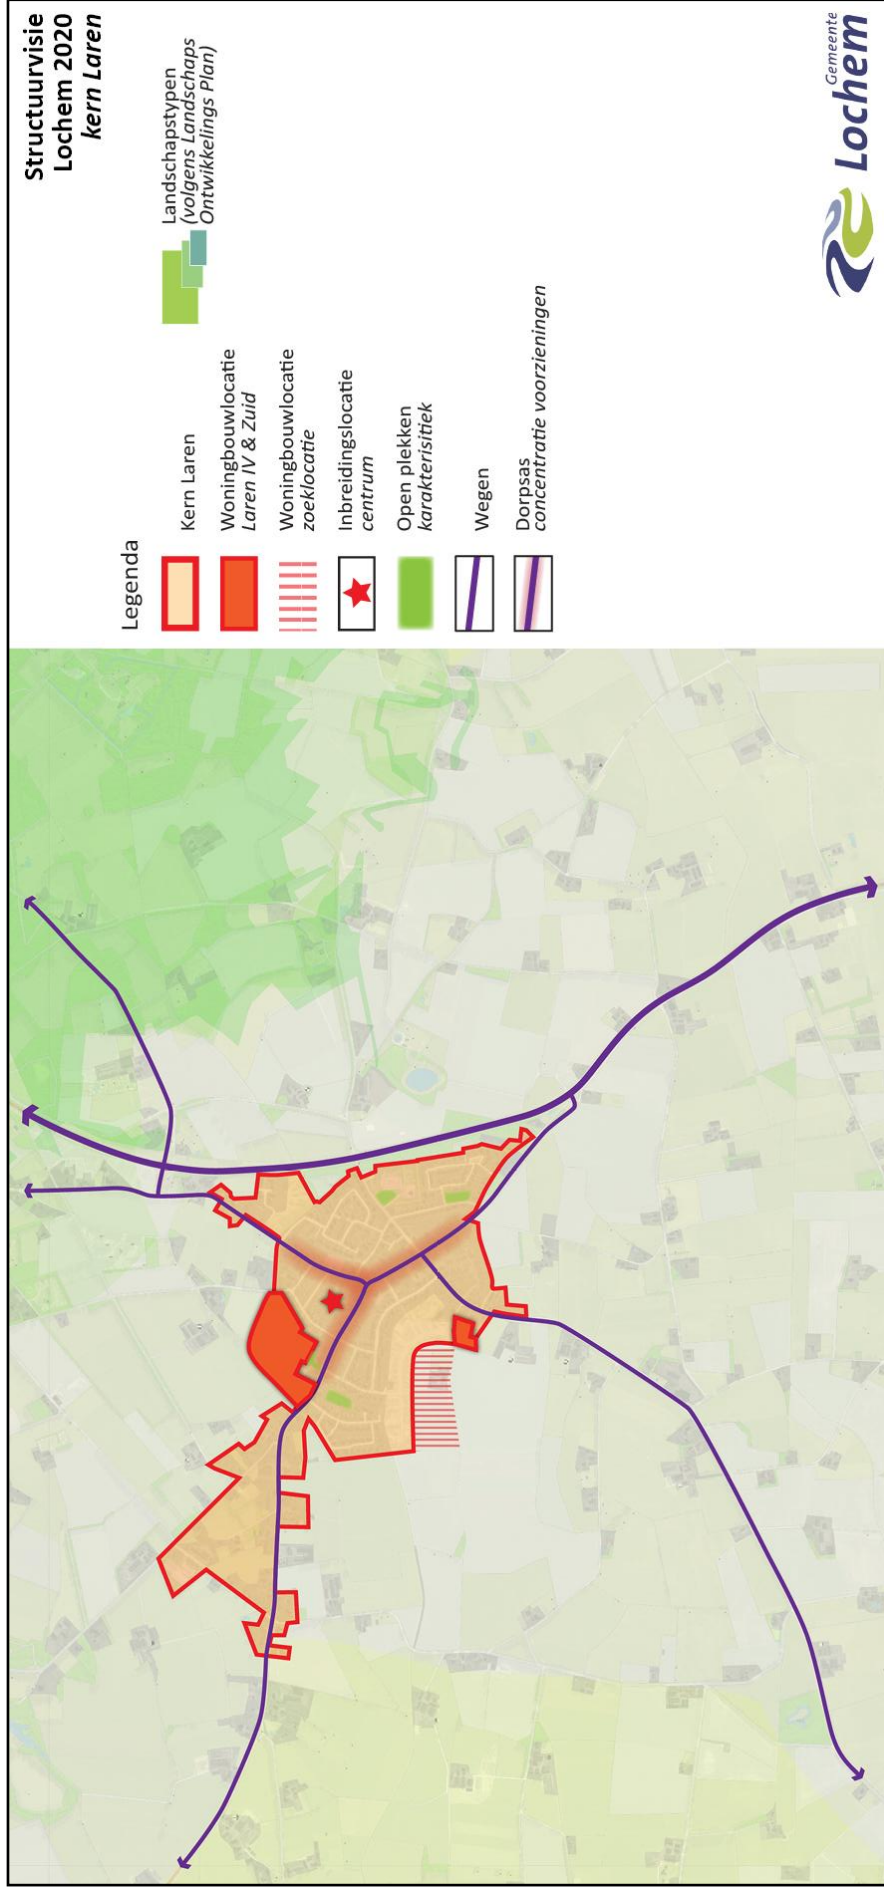 Structuurvisie
Lochem 2020
kern Laren
Legenda
Kern Laren
Woningbouwlocatie
Laren IV & Zuid
Woningbouwlocatie
zoeklocatie
Inbreidingslocatie
centrum
Open plekken
karakterisitiek
Wegen
Dorpsas
concentratie voorzieningen
Landschapstypen
(volgens Landschaps
Ontwikkelings Plan)
Gemeente
Lochem